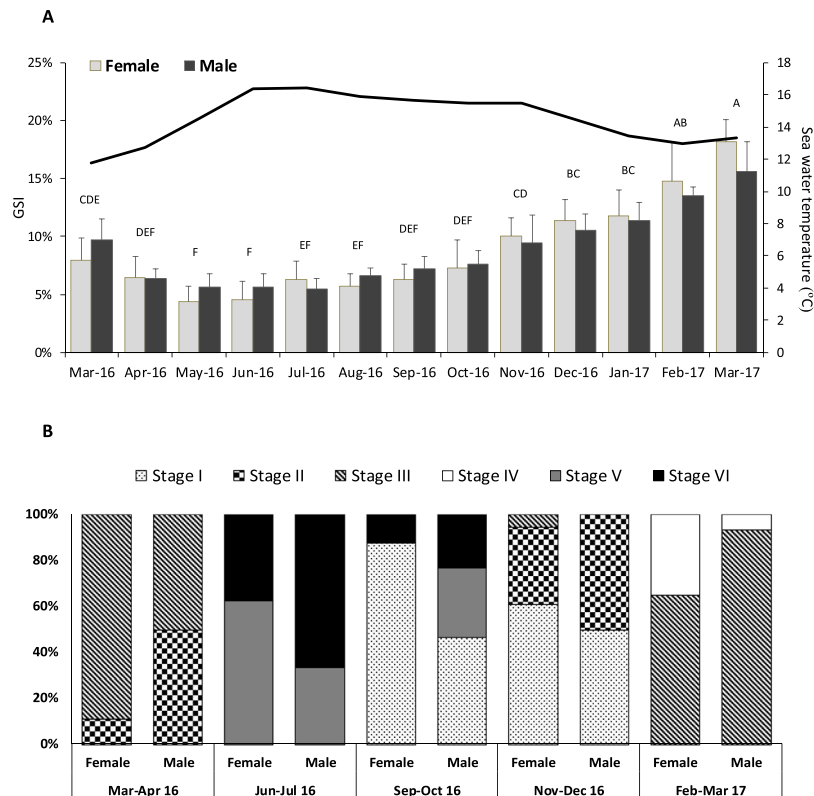 A
Female Male
25%
20%
15%
10%
5%
0%
GSI
18
16
14
12
10
8
6
4
2
0
Sea water temperature (°C)
CDE
DEF
F
F
EF
EF
DEF
DEF
CD
BC
BC
AB
A
Mar-16 Apr-16 May-16 Jun-16 Jul-16 Aug-16 Sep-16 Oct-16 Nov-16 Dec-16 Jan-17 Feb-17 Mar-17
B
Stage I Stage II Stage III Stage IV Stage V Stage VI
100%
80%
60%
40%
20%
0%
Female Male Female Male Female Male Female Male Female Male
Mar-Apr 16 Jun-Jul 16 Sep-Oct 16 Nov-Dec 16 Feb-Mar 17